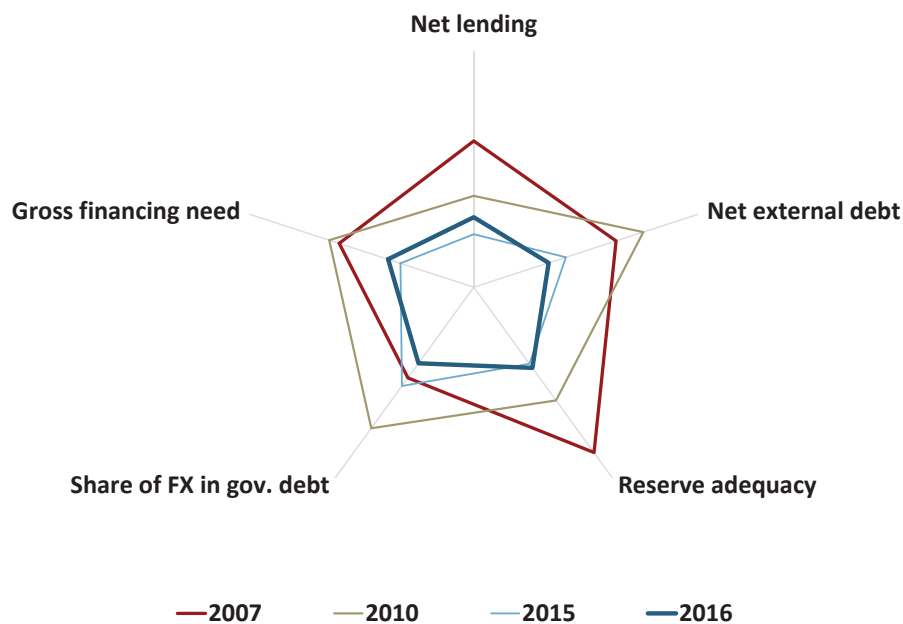 Net lending
Gross financing need
Net external debt
Share of FX in gov. debt
Reserve adequacy
2007
2010
2015
2016